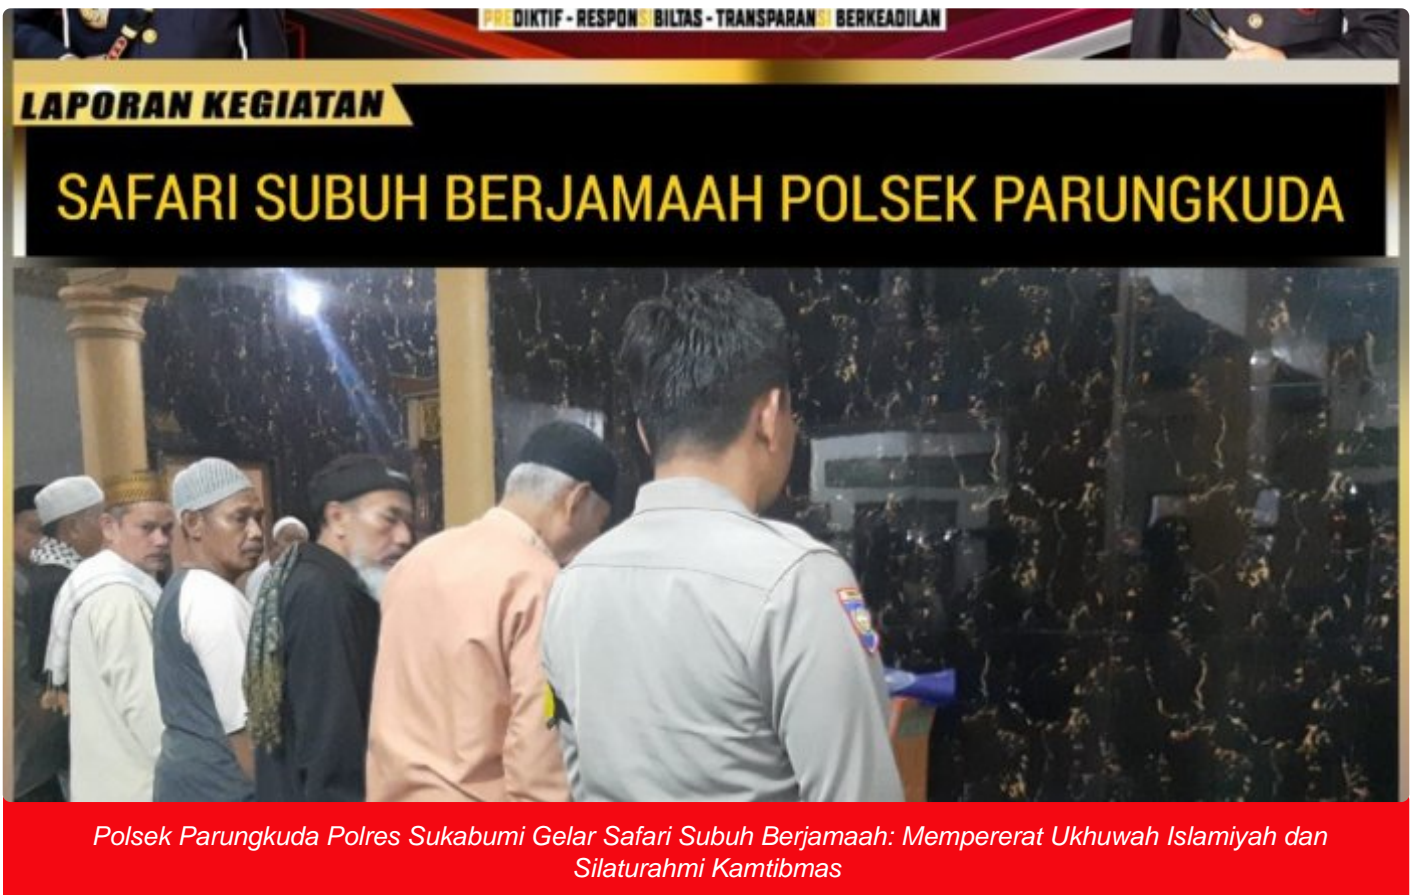 PREDIKTIF - RESPONSIBILTAS - TRANSPARANSI BERKEADILAN
LAPORAN KEGIATAN
SAFARI SUBUH BERJAMAAH POLSEK PARUNGKUDA
Polsek Parungkuda Polres Sukabumi Gelar Safari Subuh Berjamaah: Mempererat Ukhuwah Islamiyah dan
Silaturahmi Kamtibmas